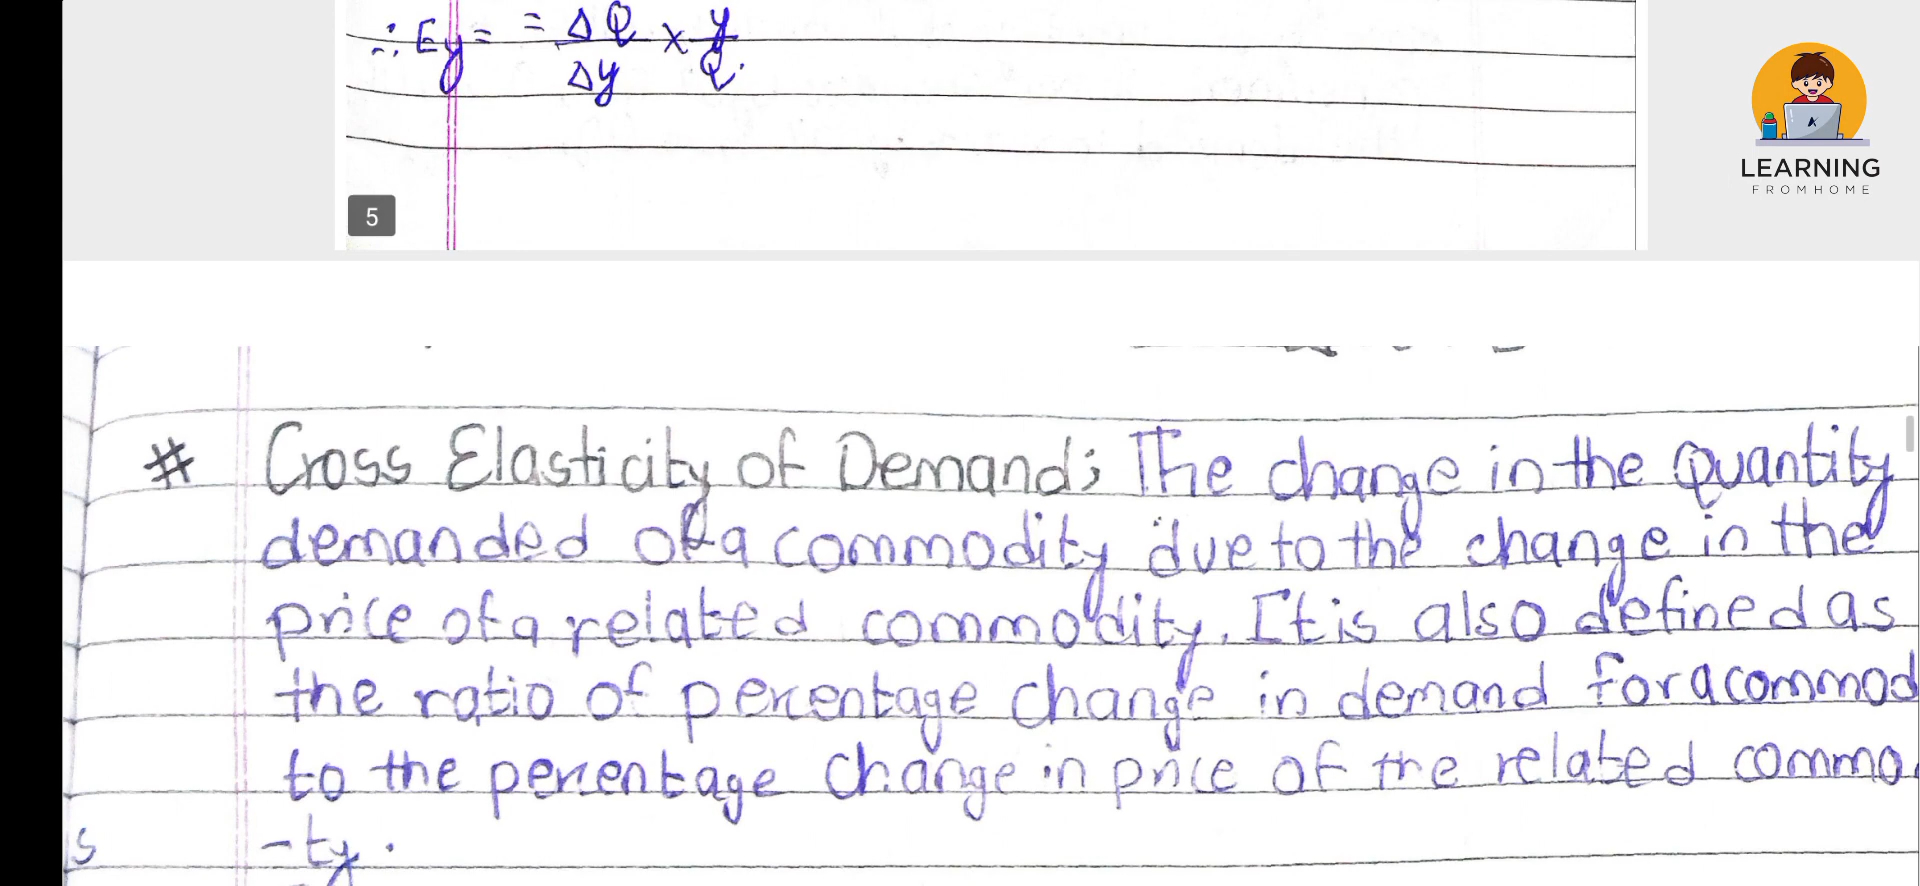 ∴ Ey = = ΔQ/Δy × y/Q.
LEARNING
FROMHOME
5
# Cross Elasticity of Demand: The change in the quantity
demanded of a commodity due to the change in the
price of a related commodity. It is also defined as
the ratio of percentage change in demand for a commod
to the percentage change in price of the related commo
-ty.
s